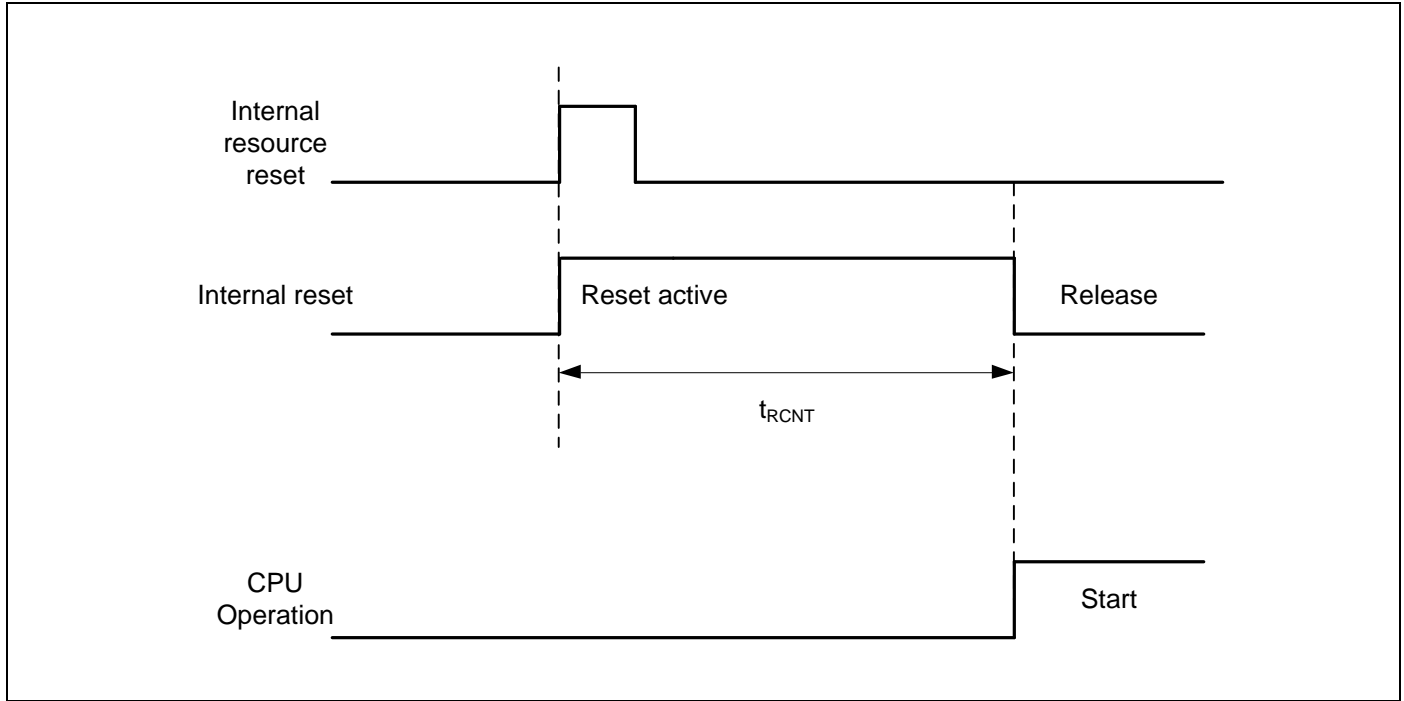 Internal
resource
reset
Internal reset
Reset active
Release
tRCNT
CPU
Operation
Start